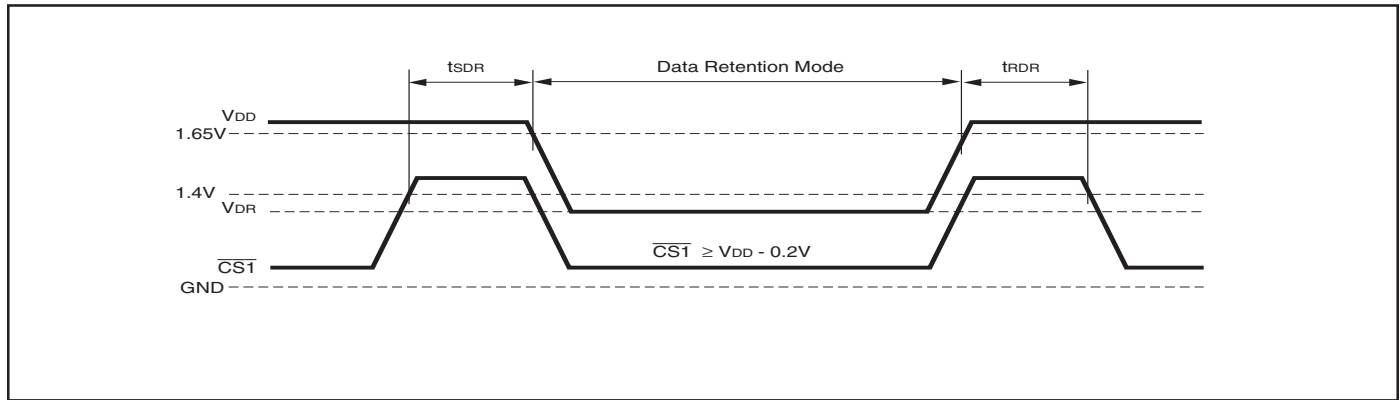 tSDR
Data Retention Mode
tRDR
VDD
1.65V
1.4V
VDR
CS1 ≥ VDD - 0.2V
CS1
GND